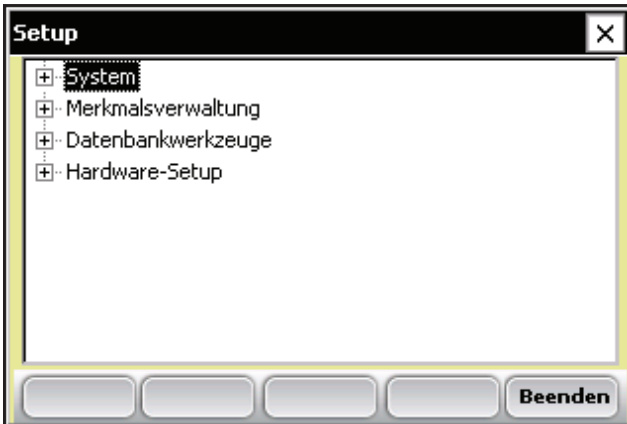 Setup
System
Merkmalsverwaltung
Datenbankwerkzeuge
Hardware-Setup
Beenden